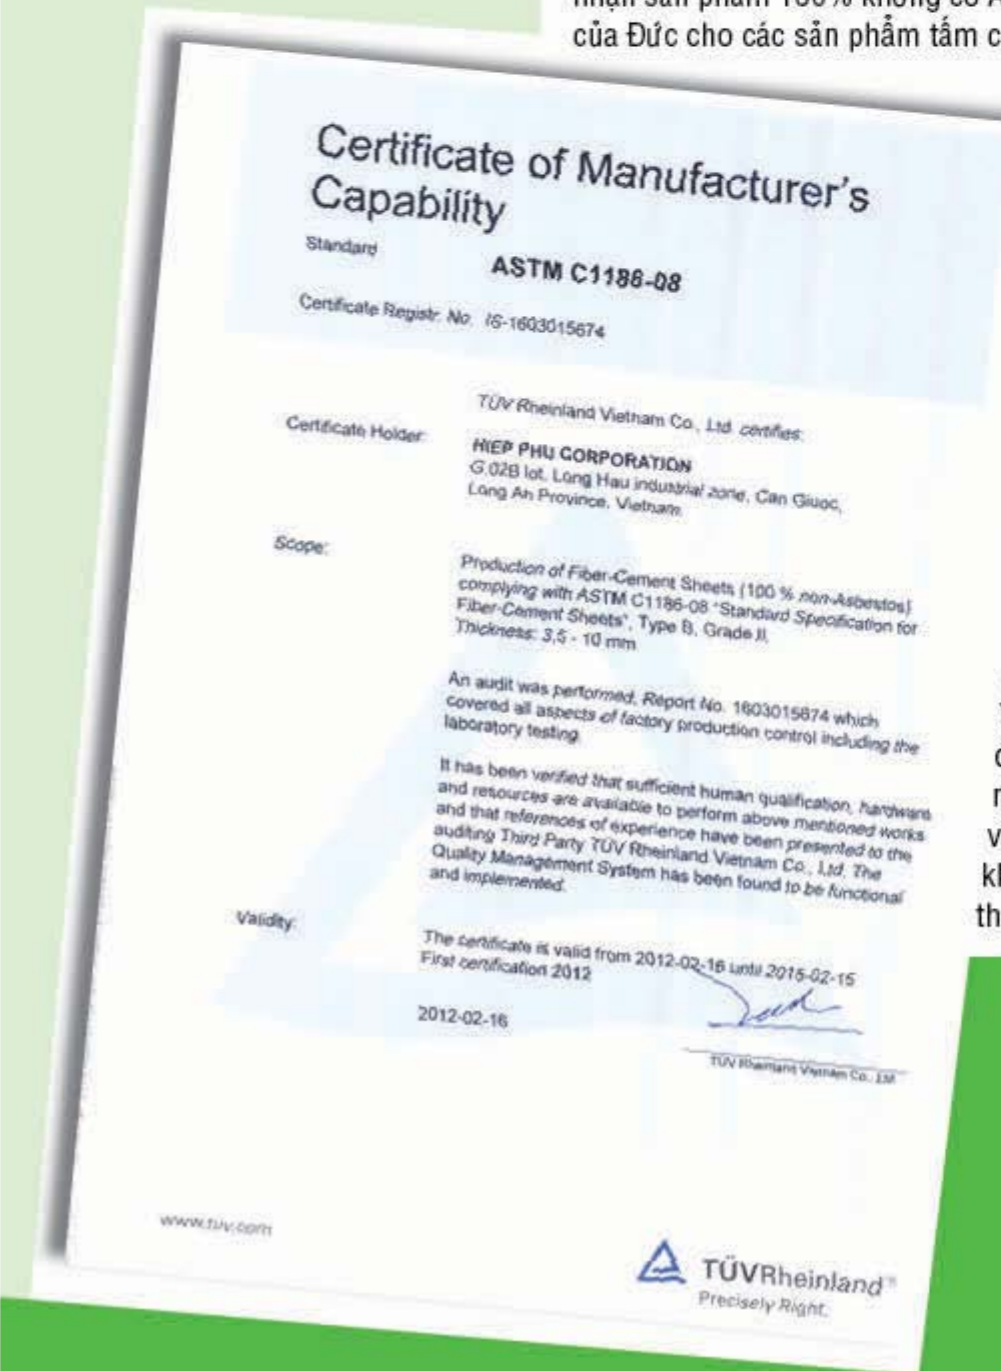 của Đức cho các sản phẩm tấm
Certificate of Manufacturer's
Capability
Standard ASTM C1186-08
Certificate Registr. No. IS-1603015674
TÜV Rheinland Vietnam Co., Ltd. certifies:
Certificate Holder: HIEP PHU CORPORATION
G.02B lot, Long Hau industrial zone, Can Giuoc,
Long An Province, Vietnam
Scope: Production of Fiber-Cement Sheets (100 % non-Asbestos)
complying with ASTM C1186-08 "Standard Specification for
Fiber-Cement Sheets", Type B, Grade II,
Thickness: 3,5 - 10 mm
An audit was performed, Report No. 1603015674 which
covered all aspects of factory production control including the
laboratory testing.
It has been verified that sufficient human qualification, hardware
and resources are available to perform above mentioned works
and that references of experience have been presented to the
auditing Third Party TÜV Rheinland Vietnam Co., Ltd. The
Quality Management System has been found to be functional
and implemented.
Validity: The certificate is valid from 2012-02-16 until 2015-02-15
First certification 2012
2012-02-16
TÜV Rheinland Vietnam Co., Ltd.
www.tuv.com
TÜVRheinland®
Precisely Right.